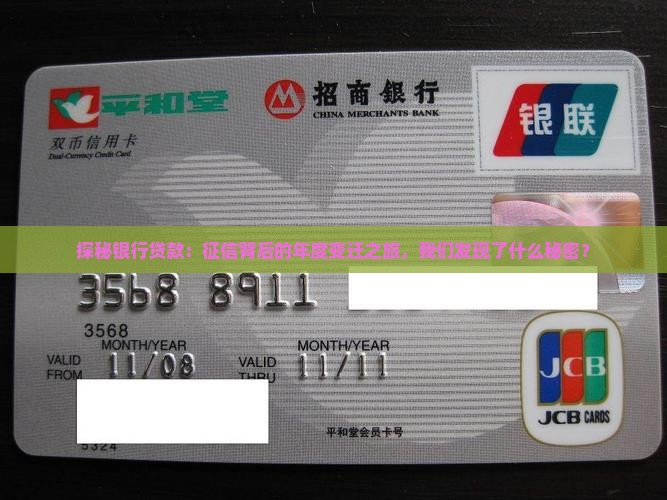 平和堂
双币信用卡
Dual-Currency Credit Card
招商银行
CHINA MERCHANTS BANK
银联
探秘银行贷款：征信背后的年度变迁之旅，我们发现了什么秘密？
3568 8911
3568
MONTH/YEAR
MONTH/YEAR
VALID FROM 11/08
VALID THRU 11/11
JCB
JCB CARDS
平和堂会员卡号
5324